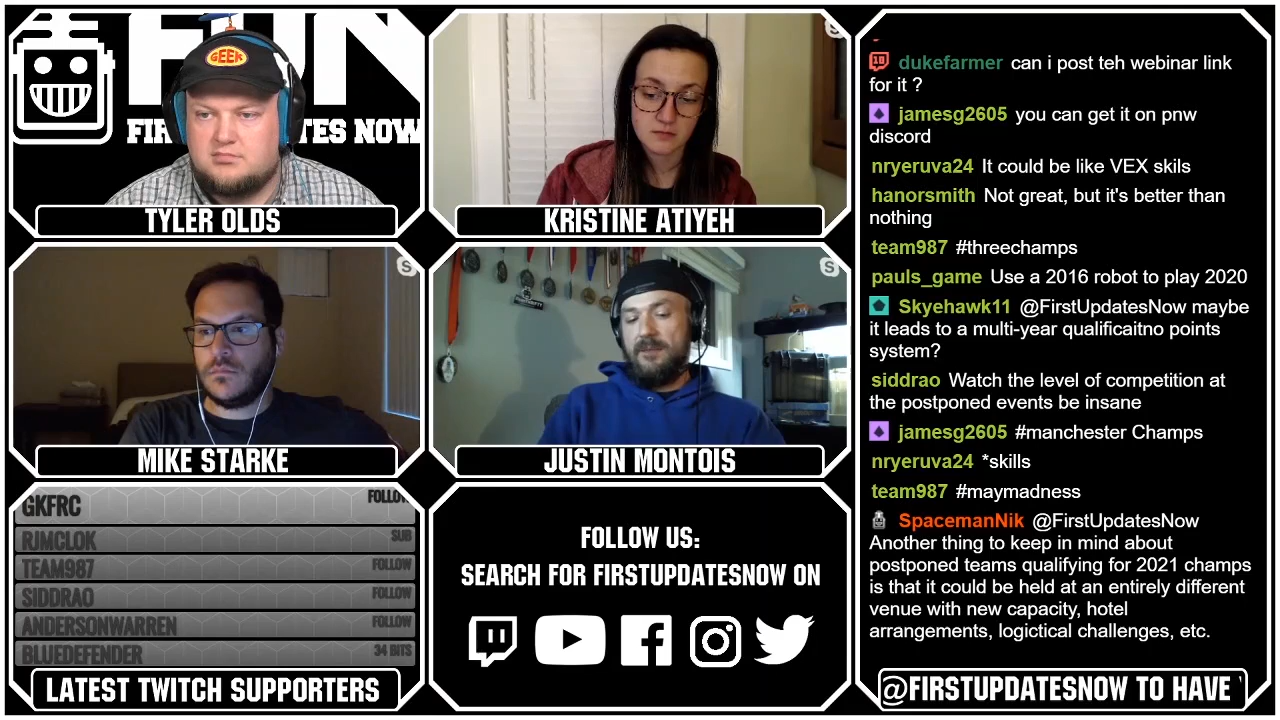 FUN
FIR TES NOW
GEEK
TYLER OLDS
KRISTINE ATIYEH
MIKE STARKE
JUSTIN MONTOIS
GKFRC FOLLOW
RJMCLOK SUB
TEAM987 FOLLOW
SIDDRAO FOLLOW
ANDERSONWARREN FOLLOW
BLUEDEFENDER 34 BITS
LATEST TWITCH SUPPORTERS
FOLLOW US:
SEARCH FOR FIRSTUPDATESNOW ON
dukefarmer can i post teh webinar link
for it ?
jamesg2605 you can get it on pnw
discord
nryeruva24 It could be like VEX skils
hanorsmith Not great, but it's better than
nothing
team987 #threechamps
pauls_game Use a 2016 robot to play 2020
Skyehawk11 @FirstUpdatesNow maybe
it leads to a multi-year qualificaitno points
system?
siddrao Watch the level of competition at
the postponed events be insane
jamesg2605 #manchester Champs
nryeruva24 *skills
team987 #maymadness
SpacemanNik @FirstUpdatesNow
Another thing to keep in mind about
postponed teams qualifying for 2021 champs
is that it could be held at an entirely different
venue with new capacity, hotel
arrangements, logictical challenges, etc.
@FIRSTUPDATESNOW TO HAVE